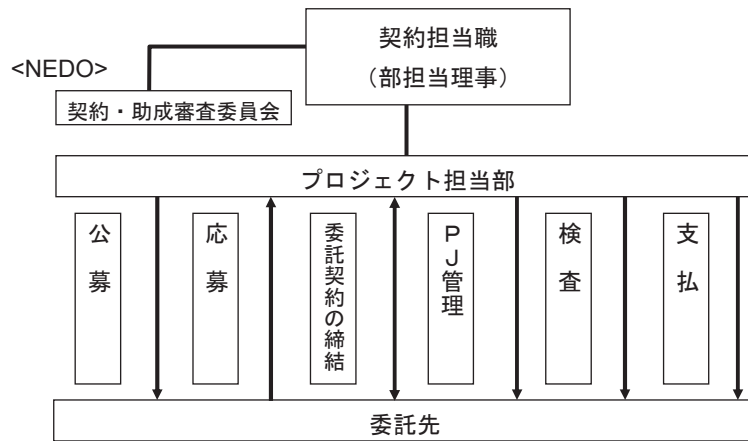 契約担当職
(部担当理事)
<NEDO>
契約・助成審査委員会
プロジェクト担当部
公募
応募
委託契約の締結
PJ管理
検査
支払
委託先